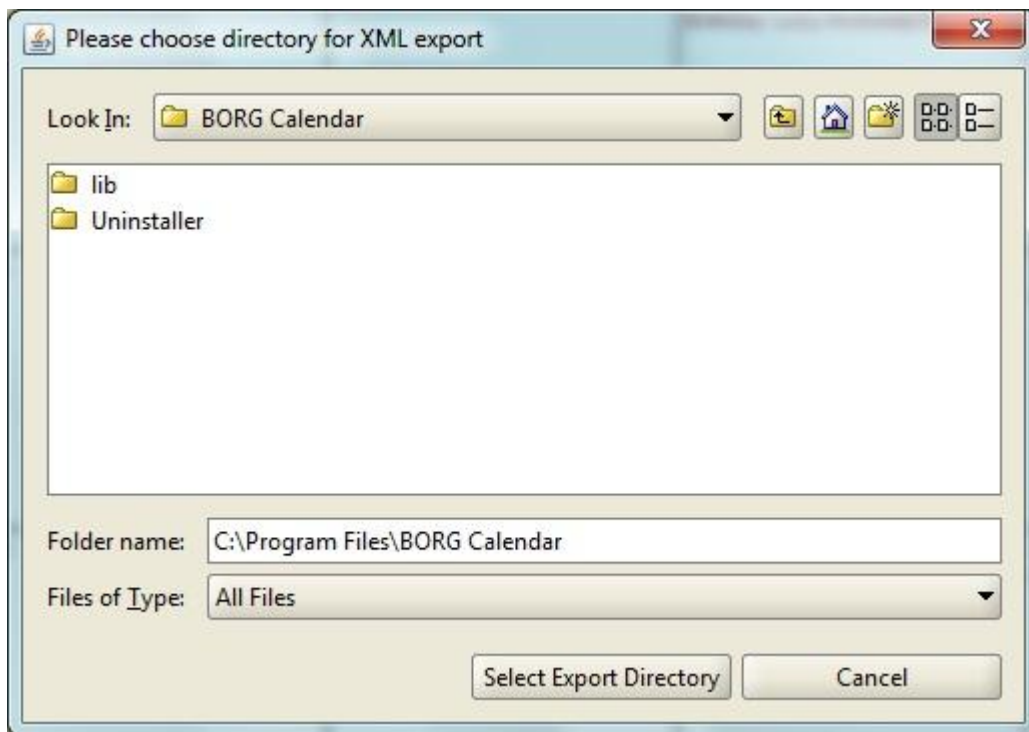 Please choose directory for XML export
Look In: BORG Calendar
lib
Uninstaller
Folder name: C:\Program Files\BORG Calendar
Files of Type: All Files
Select Export Directory Cancel